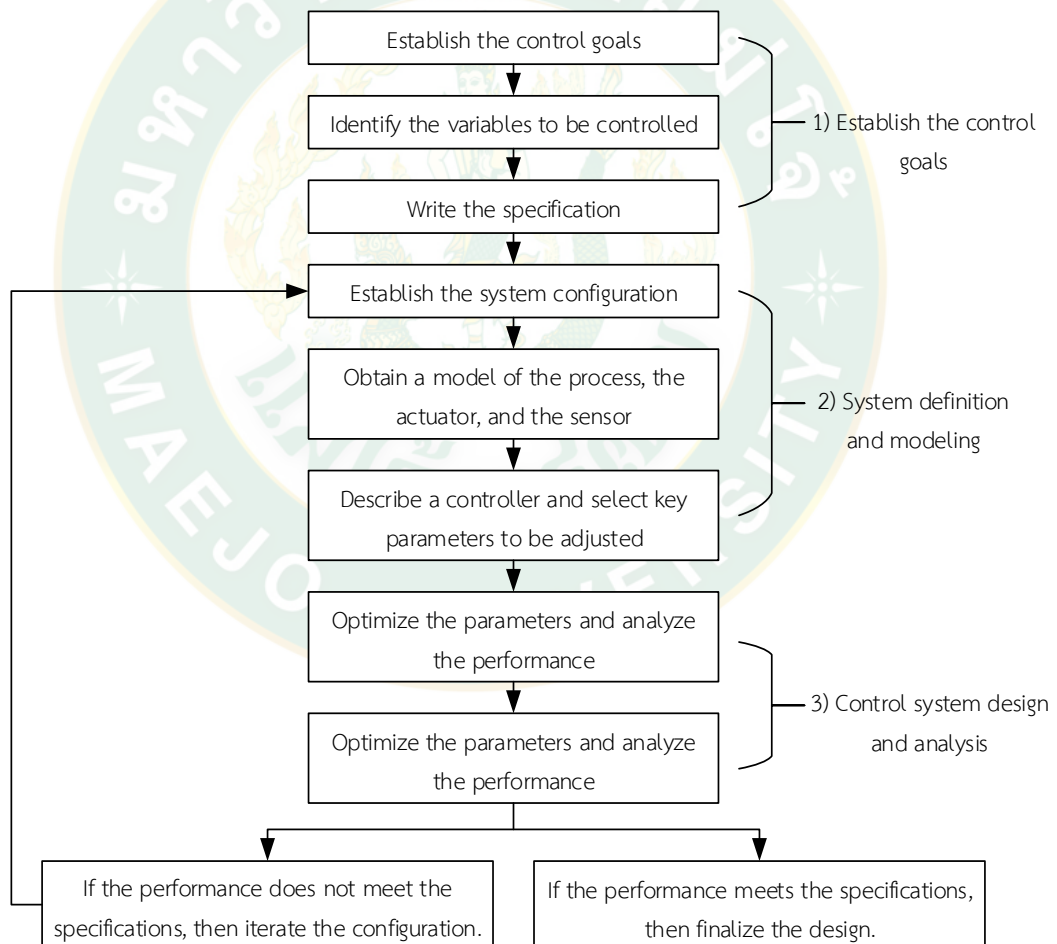 Establish the control goals
Identify the variables to be controlled
1) Establish the control
goals
Write the specification
Establish the system configuration
Obtain a model of the process, the
actuator, and the sensor
2) System definition
and modeling
Describe a controller and select key
parameters to be adjusted
MAEJO
Optimize the parameters and analyze
the performance
3) Control system design
and analysis
Optimize the parameters and analyze
the performance
If the performance does not meet the
specifications, then iterate the configuration.
If the performance meets the specifications,
then finalize the design.